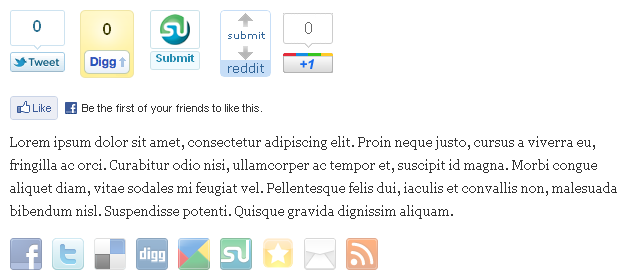 0
Tweet
0
Digg
Submit
submit
reddit
0
+1
Like
Be the first of your friends to like this.
Lorem ipsum dolor sit amet, consectetur adipiscing elit. Proin neque justo, cursus a viverra eu,
fringilla ac orci. Curabitur odio nisi, ullamcorper ac tempor et, suscipit id magna. Morbi congue
aliquet diam, vitae sodales mi feugiat vel. Pellentesque felis dui, iaculis et convallis non, malesuada
bibendum nisl. Suspendisse potenti. Quisque gravida dignissim aliquam.
digg